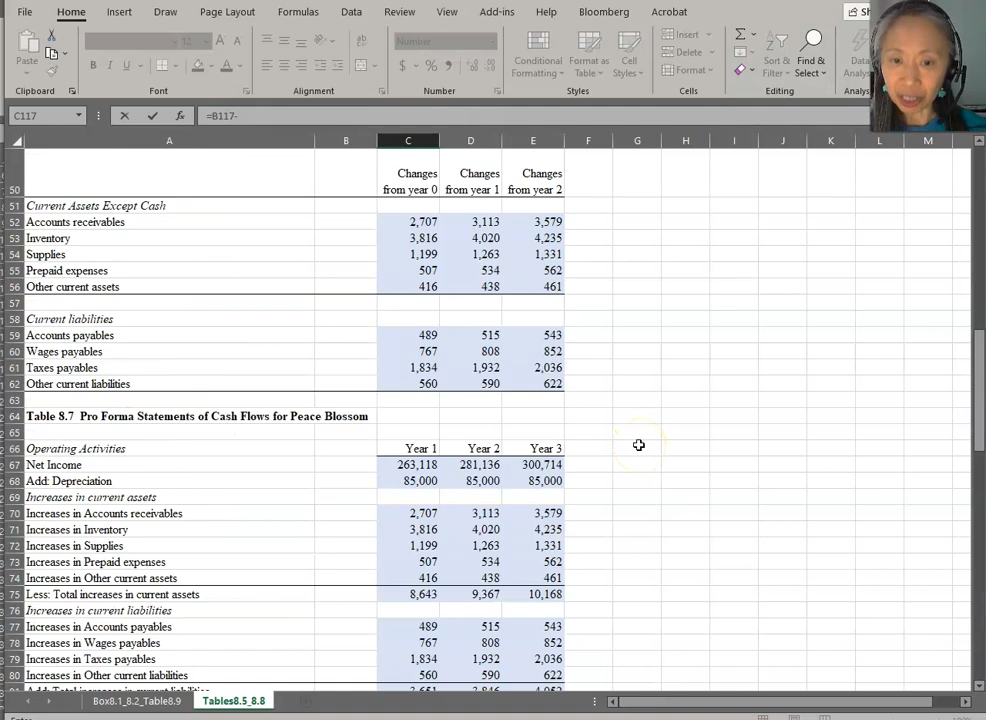 File Home Insert Draw Page Layout Formulas Data Review View Add-ins Help Bloomberg Acrobat
Paste
Clipboard
12
B I U
Font
ab
Alignment
Number
$ %
Number
Conditional Formatting
Format as Table
Cell Styles
Styles
Insert
Delete
Format
Cells
Sort & Filter
Find & Select
Editing
C117 fx =B117-
A B C D E F G H I J K L M
50 Changes from year 0 Changes from year 1 Changes from year 2
51 Current Assets Except Cash
52 Accounts receivables 2,707 3,113 3,579
53 Inventory 3,816 4,020 4,235
54 Supplies 1,199 1,263 1,331
55 Prepaid expenses 507 534 562
56 Other current assets 416 438 461
57
58 Current liabilities
59 Accounts payables 489 515 543
60 Wages payables 767 808 852
61 Taxes payables 1,834 1,932 2,036
62 Other current liabilities 560 590 622
63
64 Table 8.7 Pro Forma Statements of Cash Flows for Peace Blossom
65
66 Operating Activities Year 1 Year 2 Year 3
67 Net Income 263,118 281,136 300,714
68 Add: Depreciation 85,000 85,000 85,000
69 Increases in current assets
70 Increases in Accounts receivables 2,707 3,113 3,579
71 Increases in Inventory 3,816 4,020 4,235
72 Increases in Supplies 1,199 1,263 1,331
73 Increases in Prepaid expenses 507 534 562
74 Increases in Other current assets 416 438 461
75 Less: Total increases in current assets 8,643 9,367 10,168
76 Increases in current liabilities
77 Increases in Accounts payables 489 515 543
78 Increases in Wages payables 767 808 852
79 Increases in Taxes payables 1,834 1,932 2,036
80 Increases in Other current liabilities 560 590 622
Box8.1_8.2_Table8.9 Tables8.5_8.8